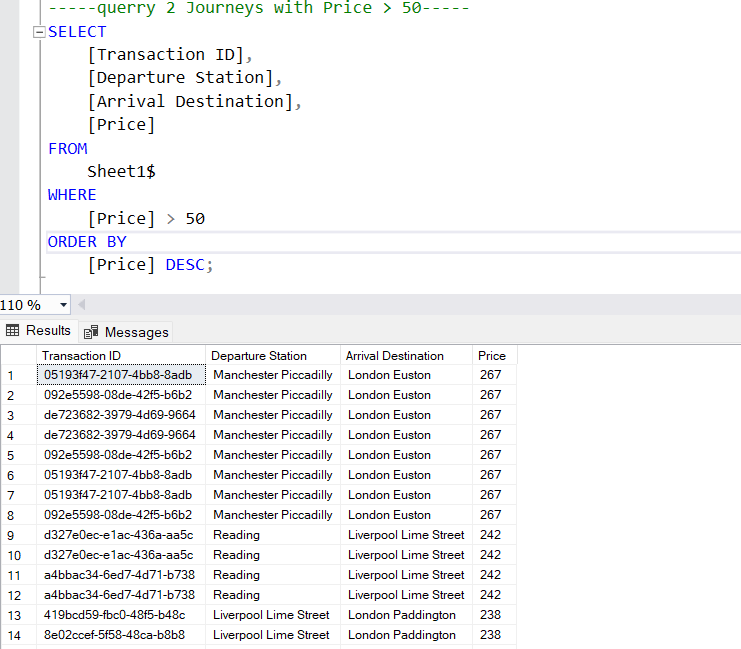 -----querry 2 Journeys with Price > 50-----
SELECT
[Transaction ID],
[Departure Station],
[Arrival Destination],
[Price]
FROM
Sheet1$
WHERE
[Price] > 50
ORDER BY
[Price] DESC;
110 %
Results Messages
Transaction ID Departure Station Arrival Destination Price
1 05193f47-2107-4bb8-8adb Manchester Piccadilly London Euston 267
2 092e5598-08de-42f5-b6b2 Manchester Piccadilly London Euston 267
3 de723682-3979-4d69-9664 Manchester Piccadilly London Euston 267
4 de723682-3979-4d69-9664 Manchester Piccadilly London Euston 267
5 092e5598-08de-42f5-b6b2 Manchester Piccadilly London Euston 267
6 05193f47-2107-4bb8-8adb Manchester Piccadilly London Euston 267
7 05193f47-2107-4bb8-8adb Manchester Piccadilly London Euston 267
8 092e5598-08de-42f5-b6b2 Manchester Piccadilly London Euston 267
9 d327e0ec-e1ac-436a-aa5c Reading Liverpool Lime Street 242
10 d327e0ec-e1ac-436a-aa5c Reading Liverpool Lime Street 242
11 a4bbac34-6ed7-4d71-b738 Reading Liverpool Lime Street 242
12 a4bbac34-6ed7-4d71-b738 Reading Liverpool Lime Street 242
13 419bcd59-fbc0-48f5-b48c Liverpool Lime Street London Paddington 238
14 8e02ccef-5f58-48ca-b8b8 Liverpool Lime Street London Paddington 238